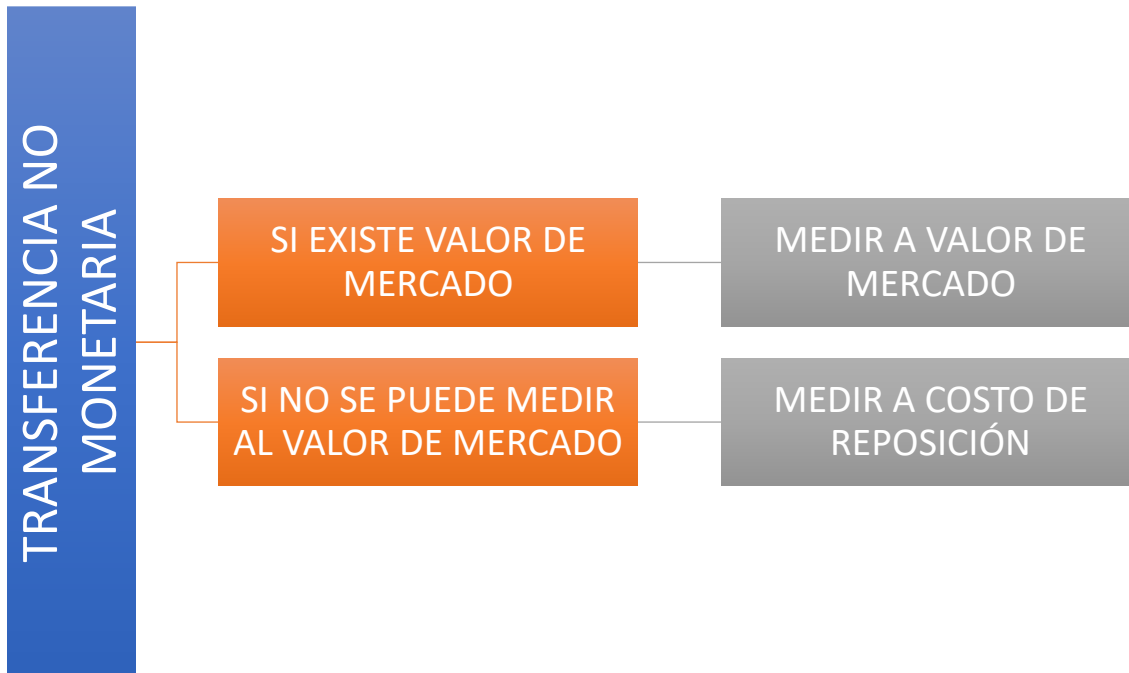 TRANSFERENCIA NO
MONETARIA
SI EXISTE VALOR DE
MERCADO
MEDIR A VALOR DE
MERCADO
SI NO SE PUEDE MEDIR
AL VALOR DE MERCADO
MEDIR A COSTO DE
REPOSICIÓN